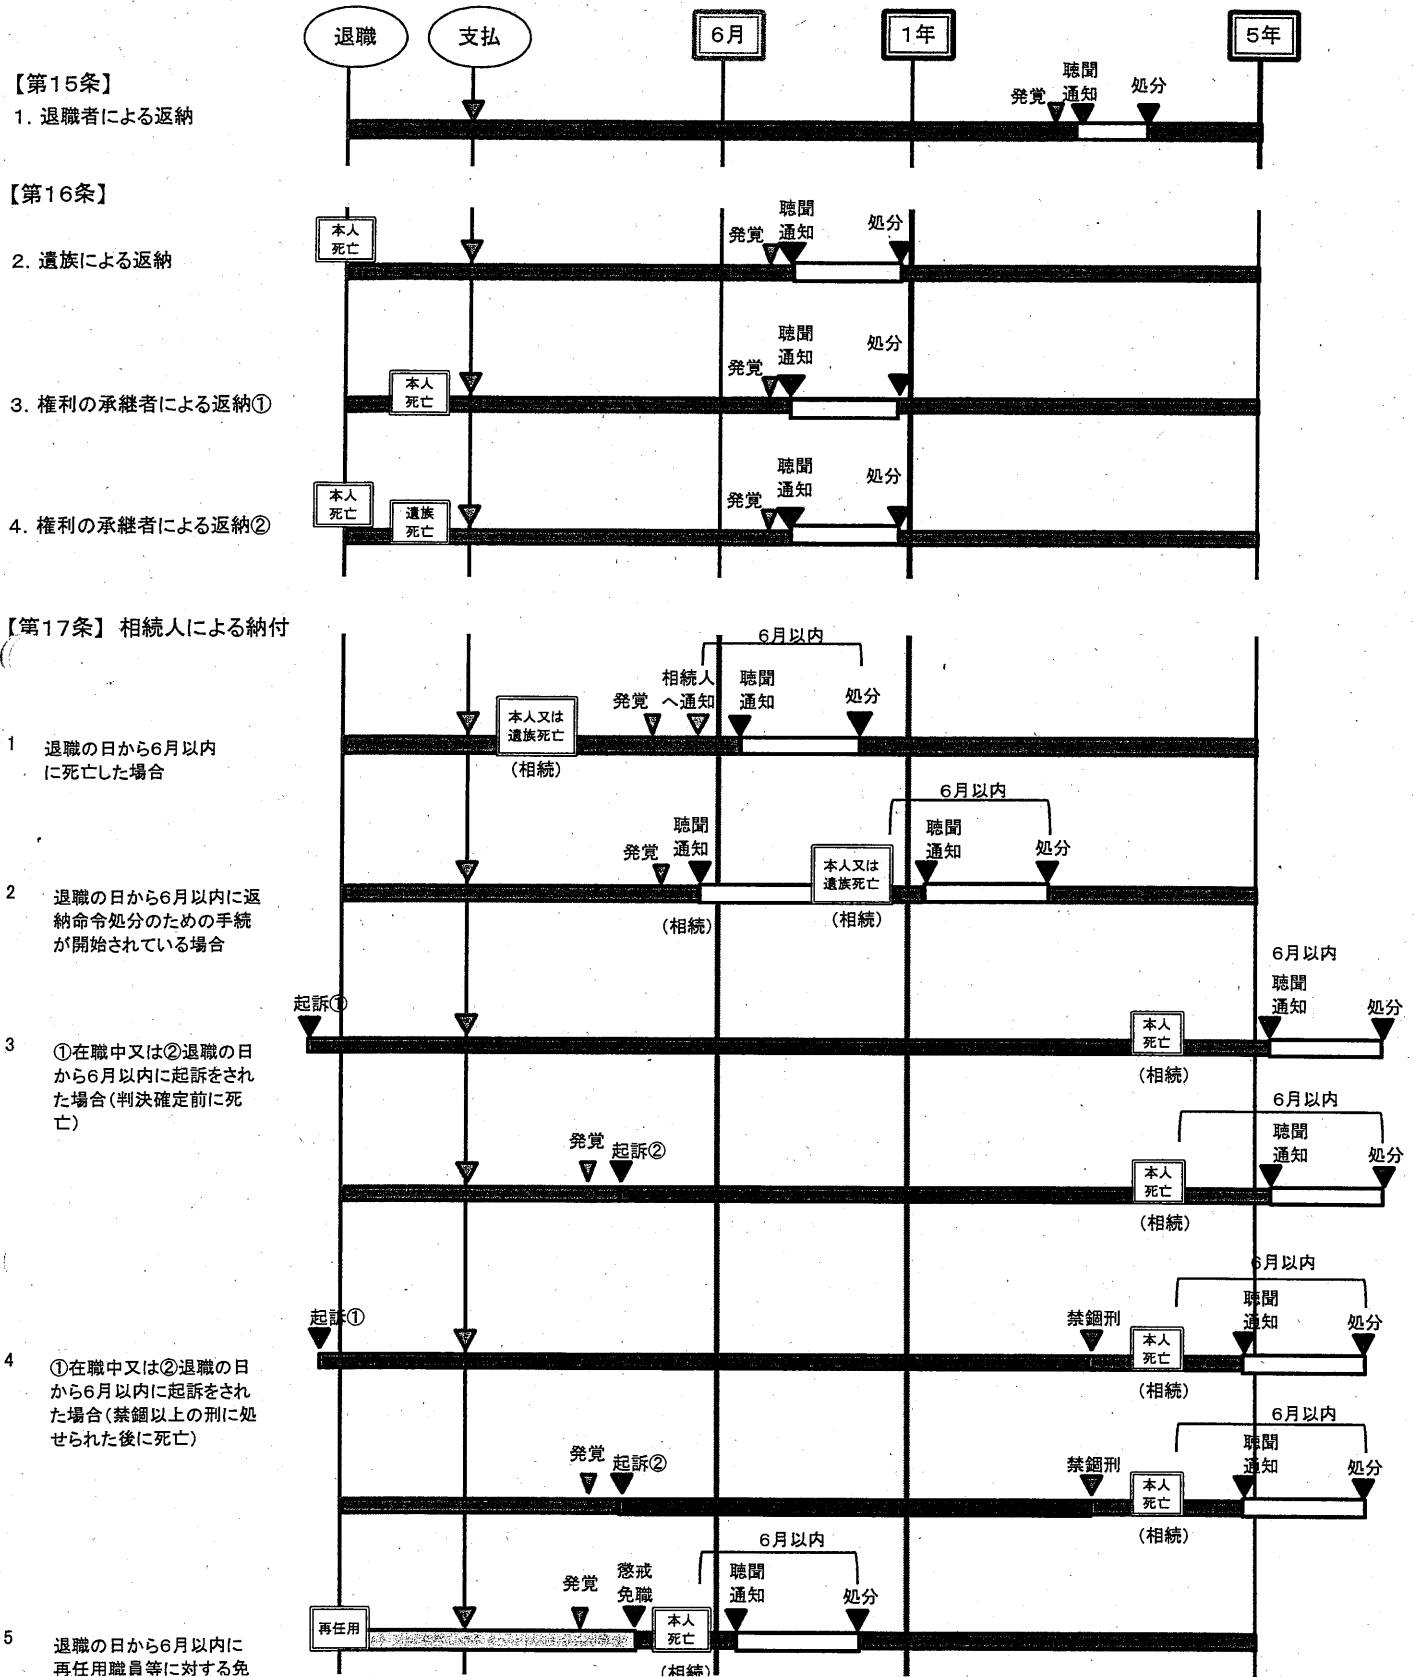 退職
支払
6月
1年
5年
【第15条】
1. 退職者による返納
発覚
聴聞
通知
処分
【第16条】
2. 遺族による返納
本人
死亡
発覚
聴聞
通知
処分
3. 権利の承継者による返納①
本人
死亡
発覚
聴聞
通知
処分
4. 権利の承継者による返納②
本人
死亡
遺族
死亡
発覚
聴聞
通知
処分
【第17条】 相続人による納付
1
退職の日から6月以内
に死亡した場合
本人又は
遺族死亡
(相続)
発覚
相続人
へ通知
6月以内
聴聞
通知
処分
2
退職の日から6月以内に返
納命令処分のための手続
が開始されている場合
発覚
聴聞
通知
(相続)
本人又は
遺族死亡
(相続)
6月以内
聴聞
通知
処分
3
①在職中又は②退職の日
から6月以内に起訴をされ
た場合(判決確定前に死
亡)
起訴①
本人
死亡
(相続)
6月以内
聴聞
通知
処分
発覚
起訴②
本人
死亡
(相続)
6月以内
聴聞
通知
処分
4
①在職中又は②退職の日
から6月以内に起訴をされ
た場合(禁錮以上の刑に処
せられた後に死亡)
起訴①
禁錮刑
本人
死亡
(相続)
6月以内
聴聞
通知
処分
発覚
起訴②
禁錮刑
本人
死亡
(相続)
6月以内
聴聞
通知
処分
5
退職の日から6月以内に
再任用職員等に対する免
再任用
発覚
懲戒
免職
本人
死亡
(相続)
6月以内
聴聞
通知
処分